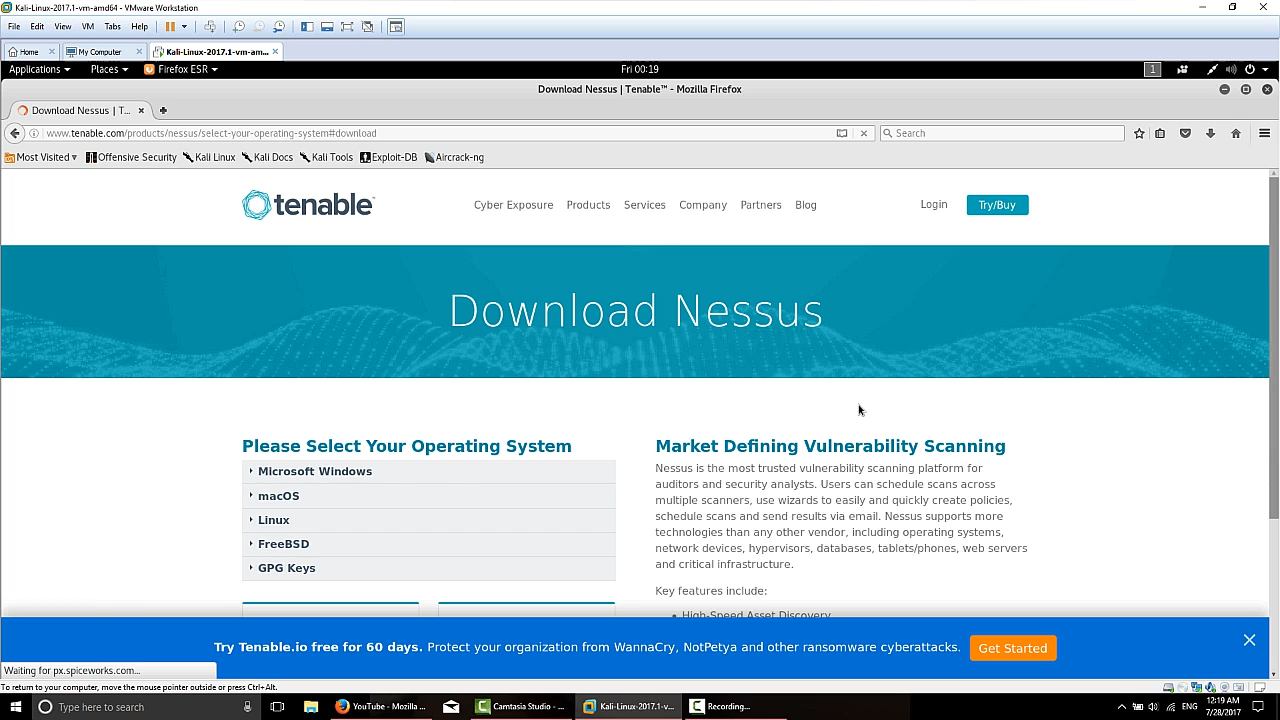 Kali-Linux-2017.1-vm-amd64 - VMware Workstation
File Edit View VM Tabs Help
Home My Computer Kali-Linux-2017.1-vm-am...
Applications Places Firefox ESR Fri 00:19 1
Download Nessus | Tenable™ - Mozilla Firefox
Download Nessus | T...
www.tenable.com/products/nessus/select-your-operating-system#download Search
Most Visited Offensive Security Kali Linux Kali Docs Kali Tools Exploit-DB Aircrack-ng
tenable Cyber Exposure Products Services Company Partners Blog Login Try/Buy
Download Nessus
Please Select Your Operating System
Microsoft Windows
macOS
Linux
FreeBSD
GPG Keys
Market Defining Vulnerability Scanning
Nessus is the most trusted vulnerability scanning platform for
auditors and security analysts. Users can schedule scans across
multiple scanners, use wizards to easily and quickly create policies,
schedule scans and send results via email. Nessus supports more
technologies than any other vendor, including operating systems,
network devices, hypervisors, databases, tablets/phones, web servers
and critical infrastructure.
Key features include:
High-Speed Asset Discovery
Try Tenable.io free for 60 days. Protect your organization from WannaCry, NotPetya and other ransomware cyberattacks. Get Started
Waiting for px.spiceworks.com...
To return to your computer, move the mouse pointer outside or press Ctrl+Alt.
Type here to search YouTube - Mozilla ... Camtasia Studio - ... Kali-Linux-2017.1-v... Recording... ENG 12:19 AM
7/28/2017